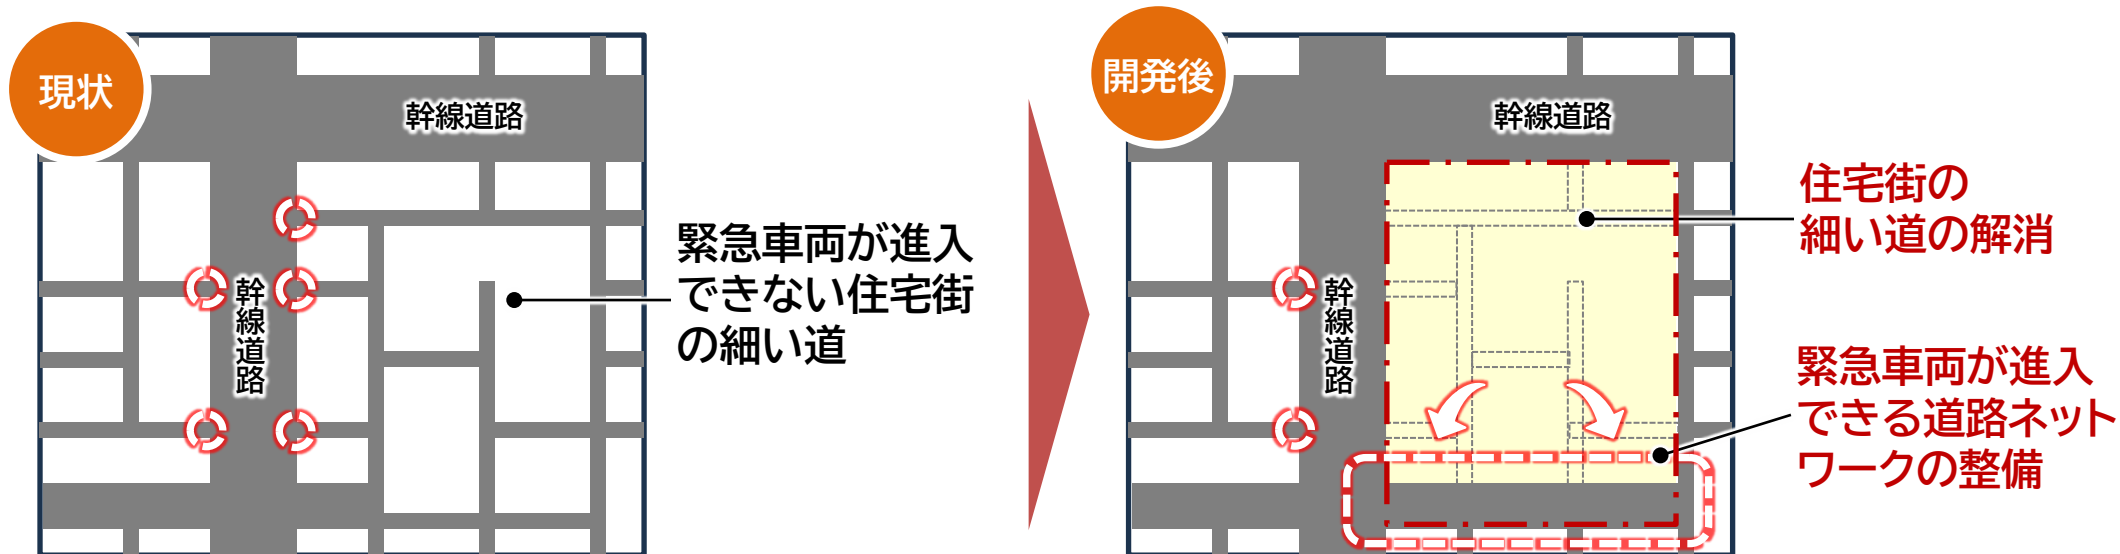 現状
幹線道路
幹線道路
緊急車両が進入
できない住宅街
の細い道
開発後
幹線道路
幹線道路
住宅街の
細い道の解消
緊急車両が進入
できる道路ネット
ワークの整備